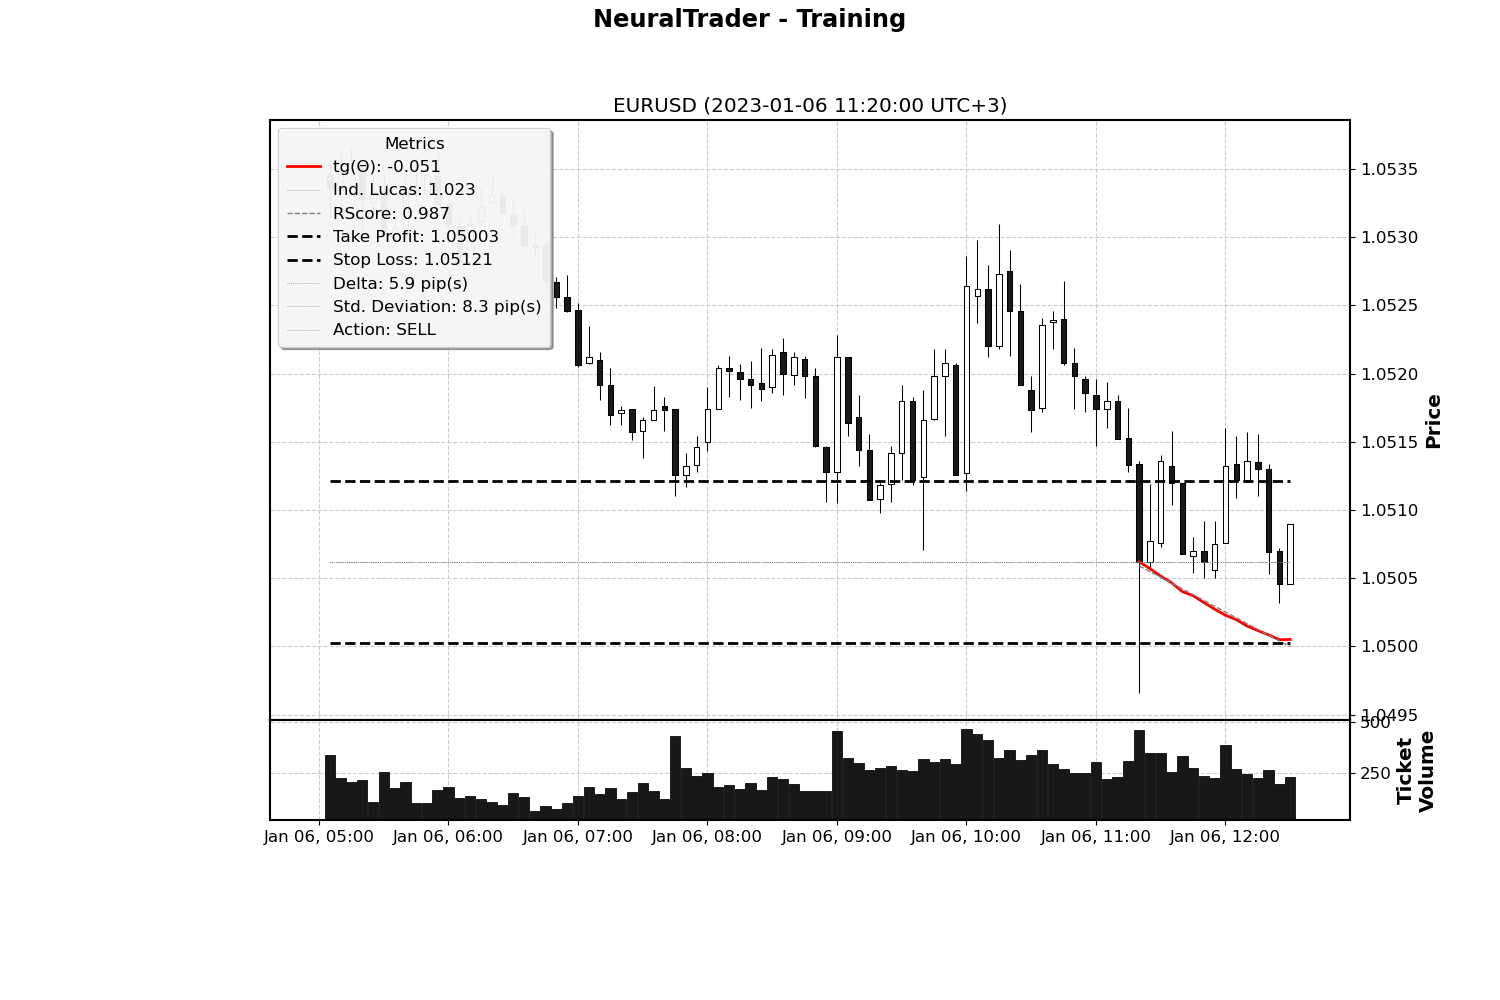 NeuralTrader - Training
EURUSD (2023-01-06 11:20:00 UTC+3)
Metrics
tg(Θ): -0.051
Ind. Lucas: 1.023
RScore: 0.987
Take Profit: 1.05003
Stop Loss: 1.05121
Delta: 5.9 pip(s)
Std. Deviation: 8.3 pip(s)
Action: SELL
1.0535
1.0530
1.0525
1.0520
1.0515
1.0510
1.0505
1.0500
1.0495
Price
500
250
Ticket
Volume
Jan 06, 05:00
Jan 06, 06:00
Jan 06, 07:00
Jan 06, 08:00
Jan 06, 09:00
Jan 06, 10:00
Jan 06, 11:00
Jan 06, 12:00